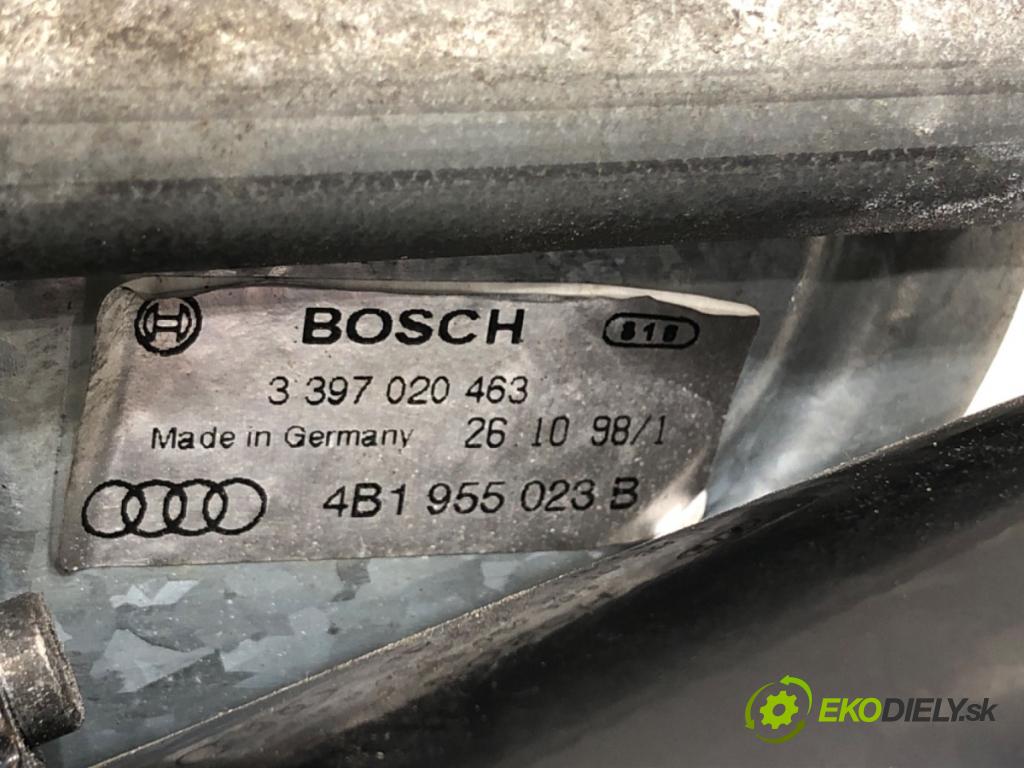 BOSCH 818
3 397 020 463
Made in Germany 26 10 98/1
4B1 955 023 B
EKODIELY.sk